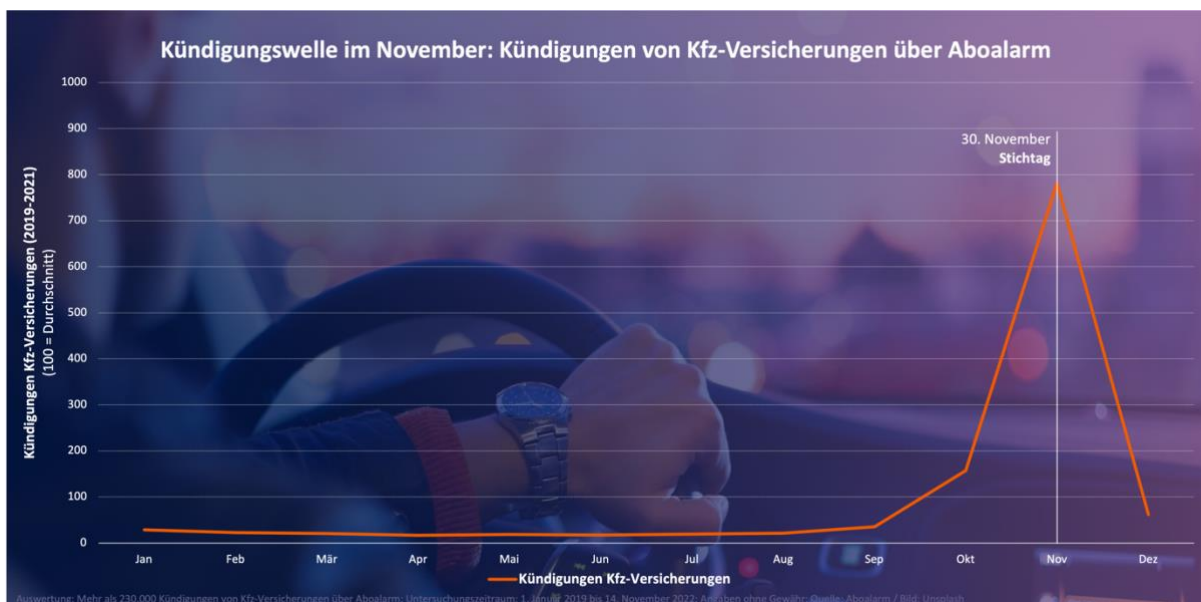 Kündigungswelle im November: Kündigungen von Kfz-Versicherungen über Aboalarm
Kündigungen Kfz-Versicherungen (2019-2021)
(100 = Durchschnitt)
1000
900
800
700
600
500
400
300
200
100
0
30. November
Stichtag
Jan
Feb
Mär
Apr
Mai
Jun
Jul
Aug
Sep
Okt
Nov
Dez
Kündigungen Kfz-Versicherungen
Auswertung: Mehr als 230.000 Kündigungen von Kfz-Versicherungen über Aboalarm; Untersuchungszeitraum: 1. Januar 2019 bis 14. November 2022; Angaben ohne Gewähr; Quelle: Aboalarm / Bild: Unsplash